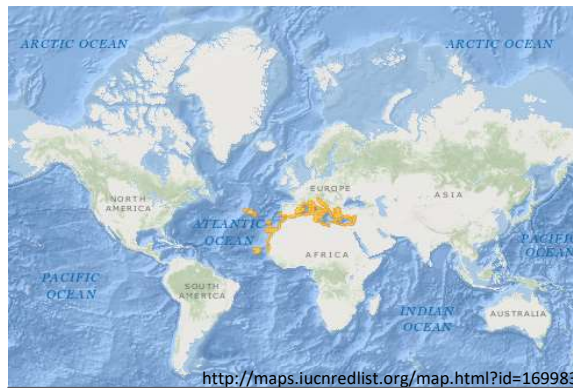 ARCTIC OCEAN
ARCTIC OCEAN
EUROPE
NORTH
AMERICA
ASIA
ATLANTIC
OCEAN
AFRICA
PACIFIC
OCEAN
PACIFIC
OCEAN
SOUTH
AMERICA
INDIAN
OCEAN
AUSTRALIA
http://maps.iucnredlist.org/map.html?id=169983